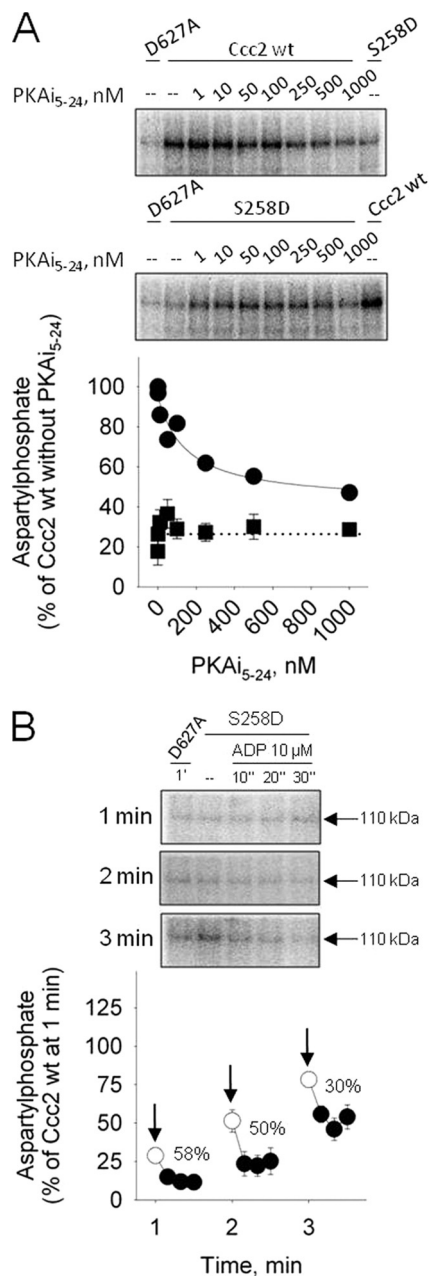 A
D627A Ccc2 wt S258D
PKAi5-24, nM -- -- 1 10 50 100 250 500 1000 --
D627A S258D Ccc2 wt
PKAi5-24, nM -- -- 1 10 50 100 250 500 1000 --
Aspartylphosphate
(% of Ccc2 wt without PKAi5-24)
100
80
60
40
20
0
0 200 400 600 800 1000
PKAi5-24, nM
B
D627A S258D
ADP 10 µM
1' -- 10" 20" 30"
1 min 110 kDa
2 min 110 kDa
3 min 110 kDa
Aspartylphosphate
(% of Ccc2 wt at 1 min)
125
100
75
50
25
0
58% 50% 30%
1 2 3
Time, min